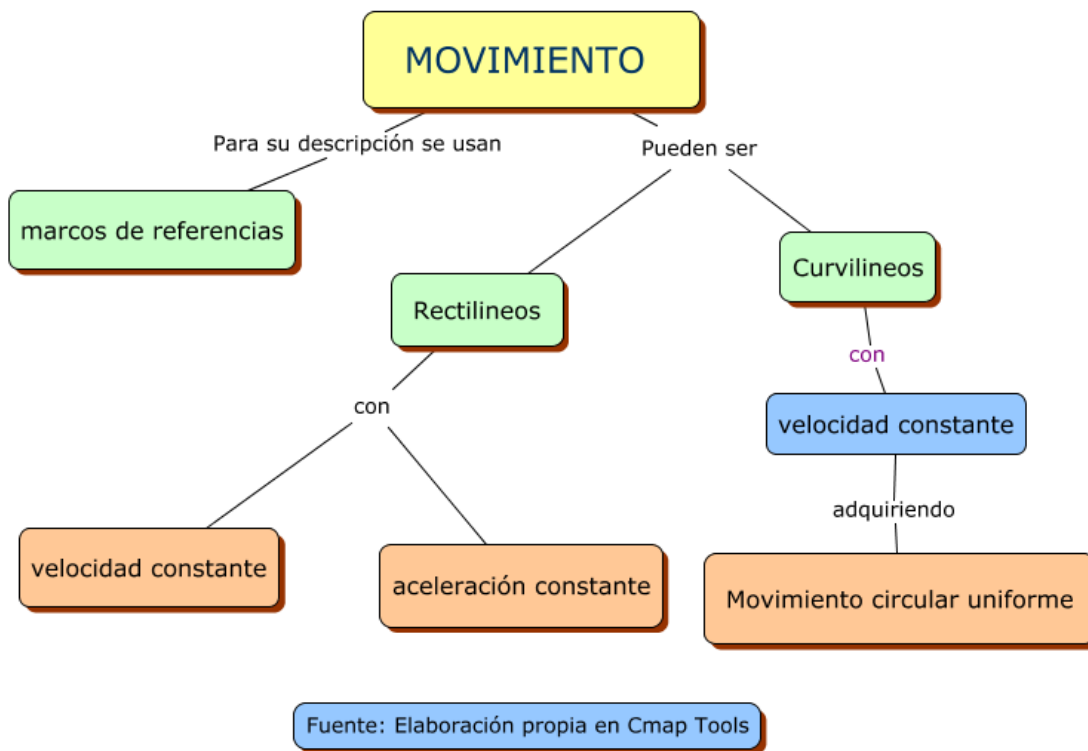 MOVIMIENTO
Para su descripción se usan
Pueden ser
marcos de referencias
Curvilineos
Rectilineos
con
con
velocidad constante
adquiriendo
velocidad constante
aceleración constante
Movimiento circular uniforme
Fuente: Elaboración propia en Cmap Tools